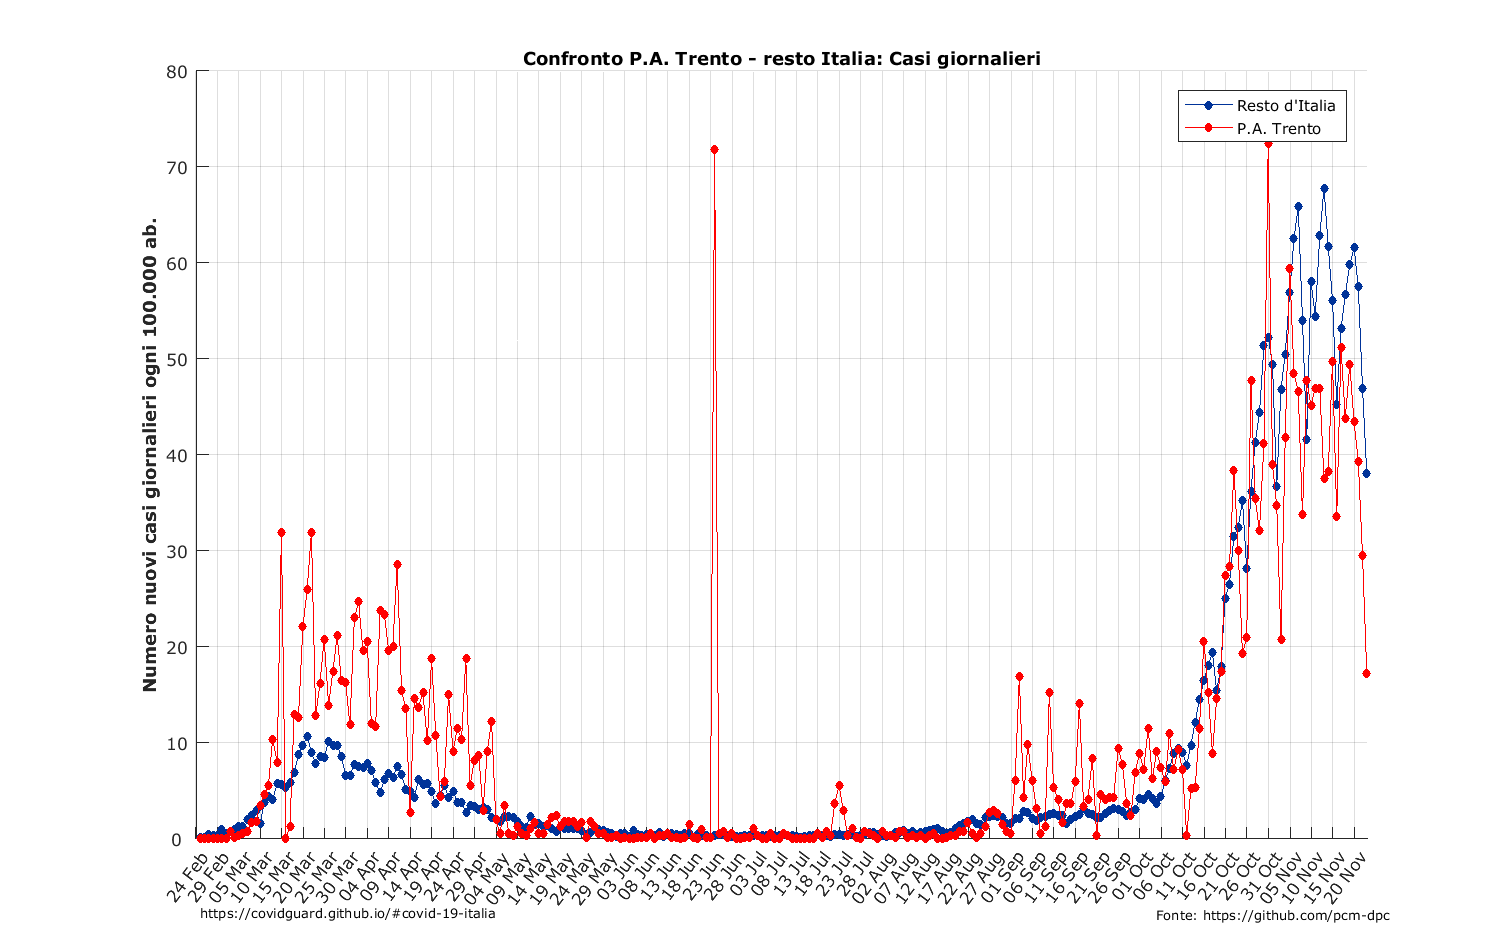 Confronto P.A. Trento - resto Italia: Casi giornalieri
Resto d'Italia
P.A. Trento
Numero nuovi casi giornalieri ogni 100.000 ab.
80
70
60
50
40
30
20
10
0
24 Feb
29 Feb
05 Mar
10 Mar
15 Mar
20 Mar
25 Mar
30 Mar
04 Apr
09 Apr
14 Apr
19 Apr
24 Apr
29 Apr
04 May
09 May
14 May
19 May
24 May
29 May
03 Jun
08 Jun
13 Jun
18 Jun
23 Jun
28 Jun
03 Jul
08 Jul
13 Jul
18 Jul
23 Jul
28 Jul
02 Aug
07 Aug
12 Aug
17 Aug
22 Aug
27 Aug
01 Sep
06 Sep
11 Sep
16 Sep
21 Sep
26 Sep
01 Oct
06 Oct
11 Oct
16 Oct
21 Oct
26 Oct
31 Oct
05 Nov
10 Nov
15 Nov
20 Nov
https://covidguard.github.io/#covid-19-italia
Fonte: https://github.com/pcm-dpc